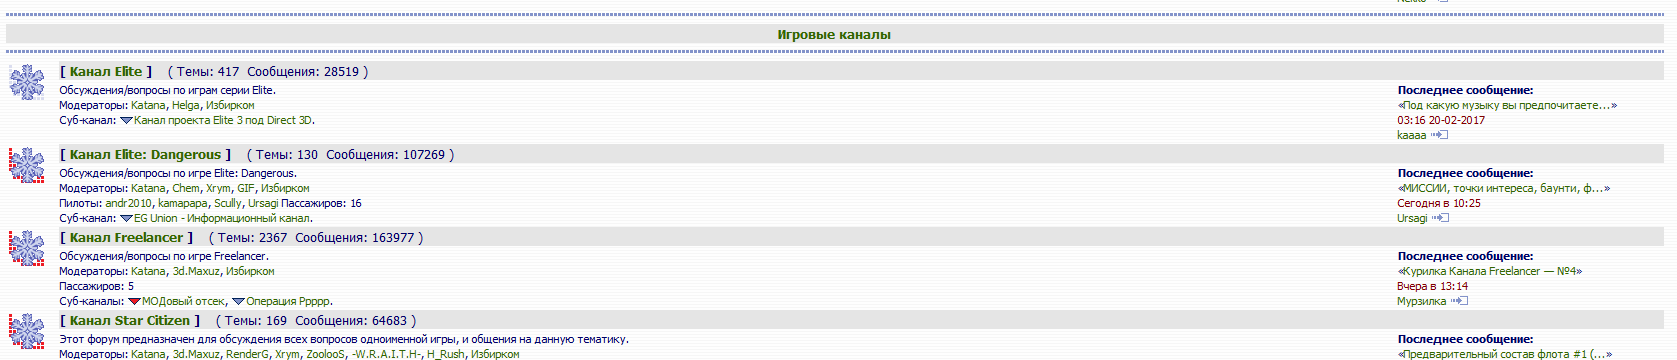 Игровые каналы
[ Канал Elite ] ( Темы: 417 Сообщения: 28519 )
Обсуждения/вопросы по играм серии Elite.
Модераторы: Katana, Helga, Избирком
Суб-канал: Канал проекта Elite 3 под Direct 3D.
Последнее сообщение:
«Под какую музыку вы предпочитаете...»
03:16 20-02-2017
kaaaa
[ Канал Elite: Dangerous ] ( Темы: 130 Сообщения: 107269 )
Обсуждения/вопросы по игре Elite: Dangerous.
Модераторы: Katana, Chem, Xrym, GIF, Избирком
Пилоты: andr2010, kamapapa, Scully, Ursagi Пассажиров: 16
Суб-канал: EG Union - Информационный канал.
Последнее сообщение:
«МИССИИ, точки интереса, баунти, ф...»
Сегодня в 10:25
Ursagi
[ Канал Freelancer ] ( Темы: 2367 Сообщения: 163977 )
Обсуждения/вопросы по игре Freelancer.
Модераторы: Katana, 3d.Maxuz, Избирком
Пассажиров: 5
Суб-каналы: МОДовый отсек, Операция Ррррр.
Последнее сообщение:
«Курилка Канала Freelancer — №4»
Вчера в 13:14
Мурзилка
[ Канал Star Citizen ] ( Темы: 169 Сообщения: 64683 )
Этот форум предназначен для обсуждения всех вопросов одноименной игры, и общения на данную тематику.
Модераторы: Katana, 3d.Maxuz, RenderG, Xrym, ZoolooS, -W.R.A.I.T.H-, H_Rush, Избирком
Последнее сообщение:
«Предварительный состав флота #1 (...»